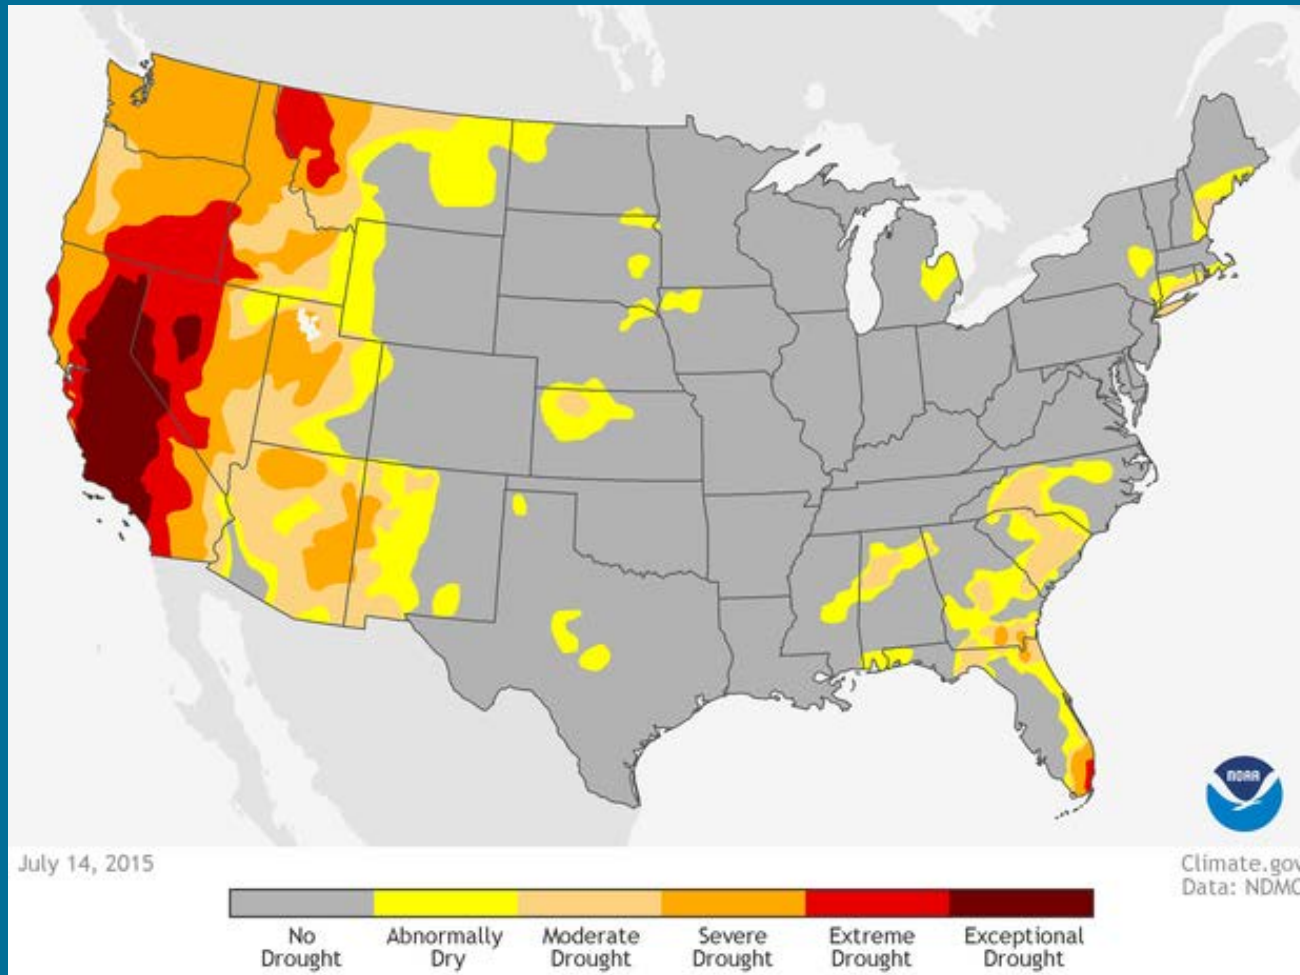 NOAA
July 14, 2015
Climate.gov
Data: NDMC
No Drought
Abnormally Dry
Moderate Drought
Severe Drought
Extreme Drought
Exceptional Drought